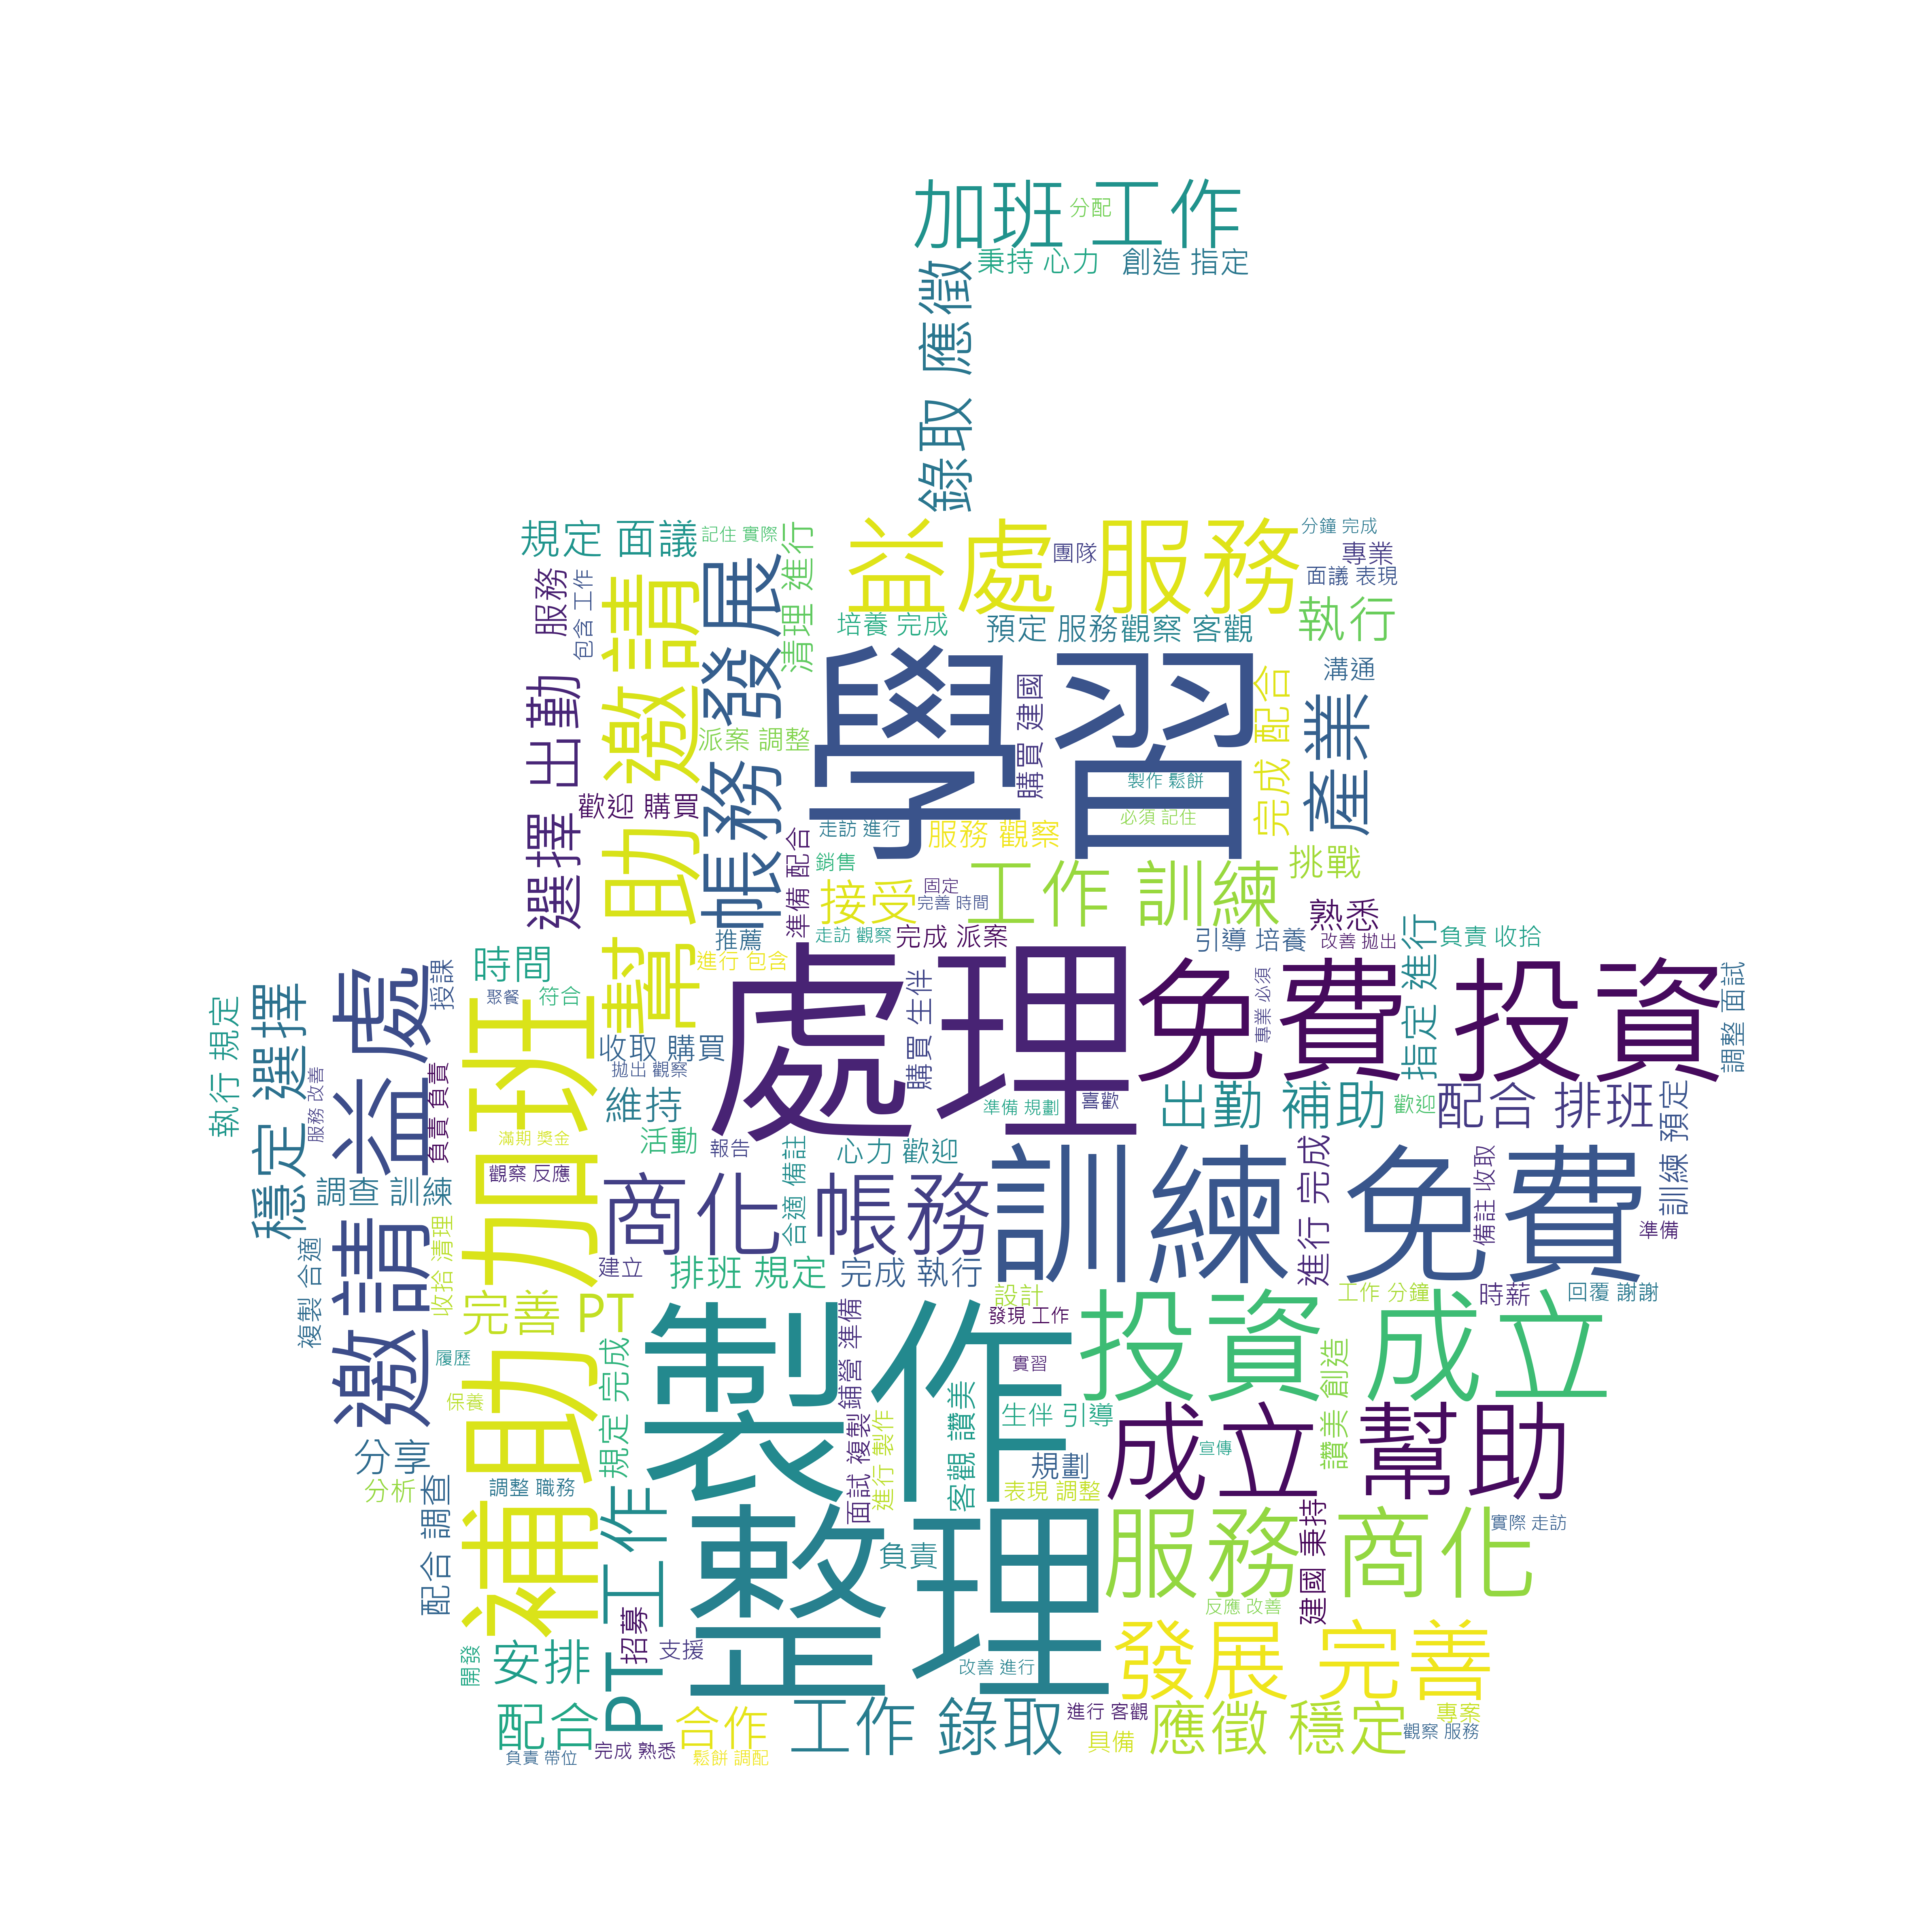 加班 工作
分配
秉持 心力
創造 指定
錄取 應徵
規定 面議
記住 實際
清理 進行
益處 服務
團隊
分鐘 完成
專業
面議 表現
服務
包含 工作
幫助 邀請
帳務 發展
培養 完成
預定 服務
觀察 客觀
執行
選擇 出勤
學習
購買 建國
完成 配合
溝通
產業
派案 調整
製作 鬆餅
必須 記住
歡迎 購買
準備 配合
走訪 進行
服務 觀察
銷售
接受
固定
完善 時間
工作 訓練
挑戰
推薦
走訪 觀察
完成 派案
熟悉
引導 培養
改善 拋出
指定 進行
負責 收拾
時間
授課
進行 包含
處理
購買 生伴
免費 投資
專業 必須
調整 面試
執行 規定
穩定 選擇
邀請 益處
聚餐
符合
補助 加班
收取 購買
拋出 觀察
服務 改善
負責 負責
維持
準備 規劃
喜歡
出勤 補助
歡迎
配合 排班
訓練 預定
滿期 獎金
活動
報告
合適 備註
心力 歡迎
觀察 反應
調查 訓練
商化 帳務
訓練 免費
進行 完成
備註 收取
準備
收拾 清理
複製 合適
建立
排班 規定
完成 執行
設計
工作 分鐘
時薪
回覆 謝謝
完善 PT
製作
鋪營 準備
發現 工作
投資 成立
履歷
規定 完成
實習
創造
保養
面試 複製
進行 製作
客觀 讚美
生伴 引導
成立 幫助
讚美
分享
宣傳
規劃
分析
調整 職務
表現 調整
配合 調查
PT 工作
整理
負責
服務 商化
建國 秉持
實際 走訪
反應 改善
招募
支援
開發
安排
改善 進行
發展 完善
配合
合作
工作 錄取
進行 客觀
具備
應徵 穩定
專案
觀察 服務
負責 帶位
完成 熟悉
鬆餅 調配